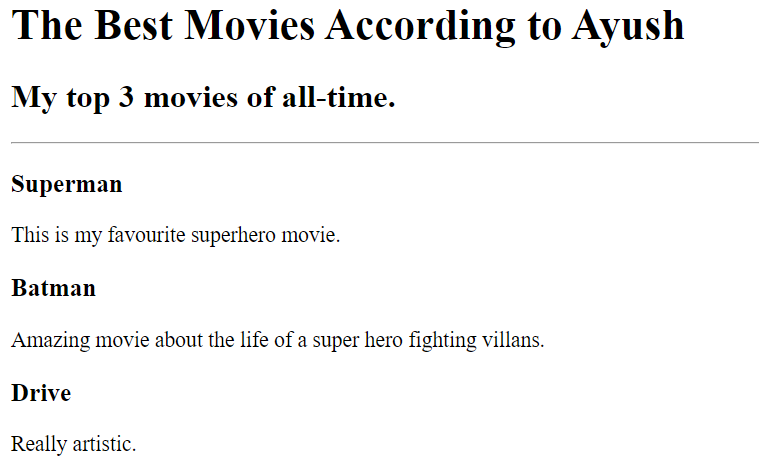 The Best Movies According to Ayush
My top 3 movies of all-time.
Superman
This is my favourite superhero movie.
Batman
Amazing movie about the life of a super hero fighting villans.
Drive
Really artistic.